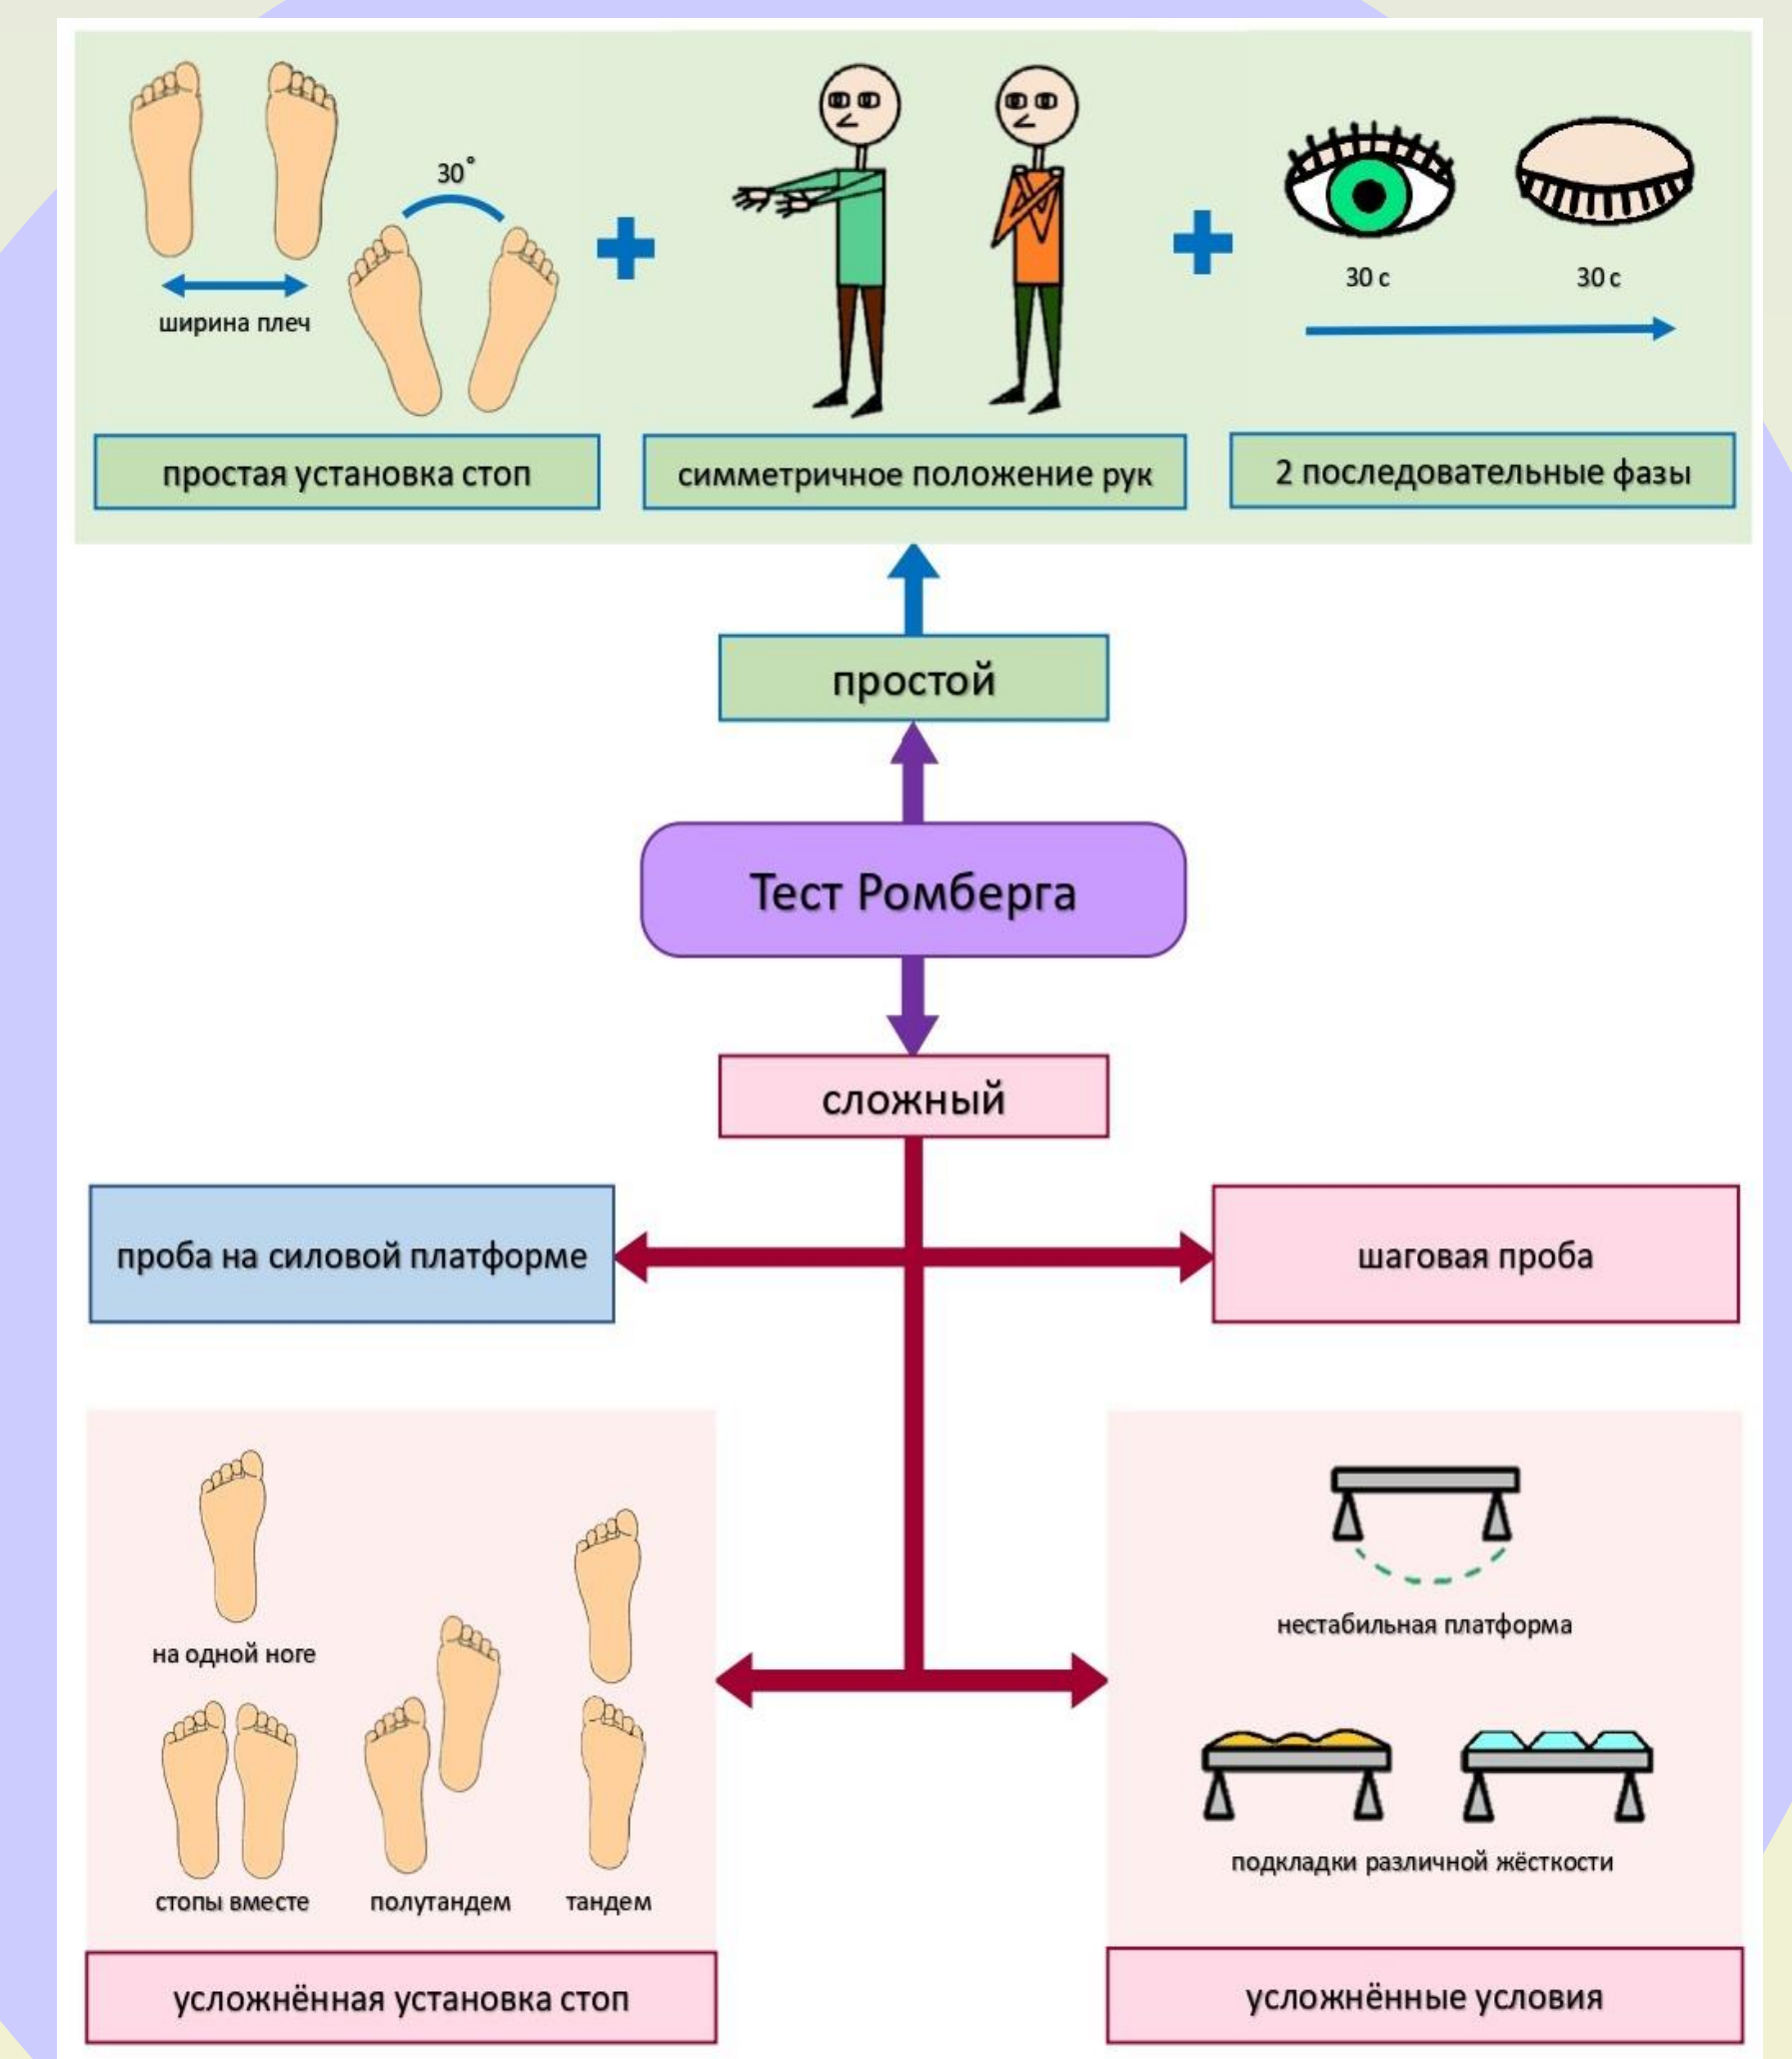 30°
ширина плеч
30 с
30 с
простая установка стоп
симметричное положение рук
2 последовательные фазы
простой
Тест Ромберга
сложный
проба на силовой платформе
шаговая проба
на одной ноге
стопы вместе
полутандем
тандем
нестабильная платформа
подкладки различной жёсткости
усложнённая установка стоп
усложнённые условия